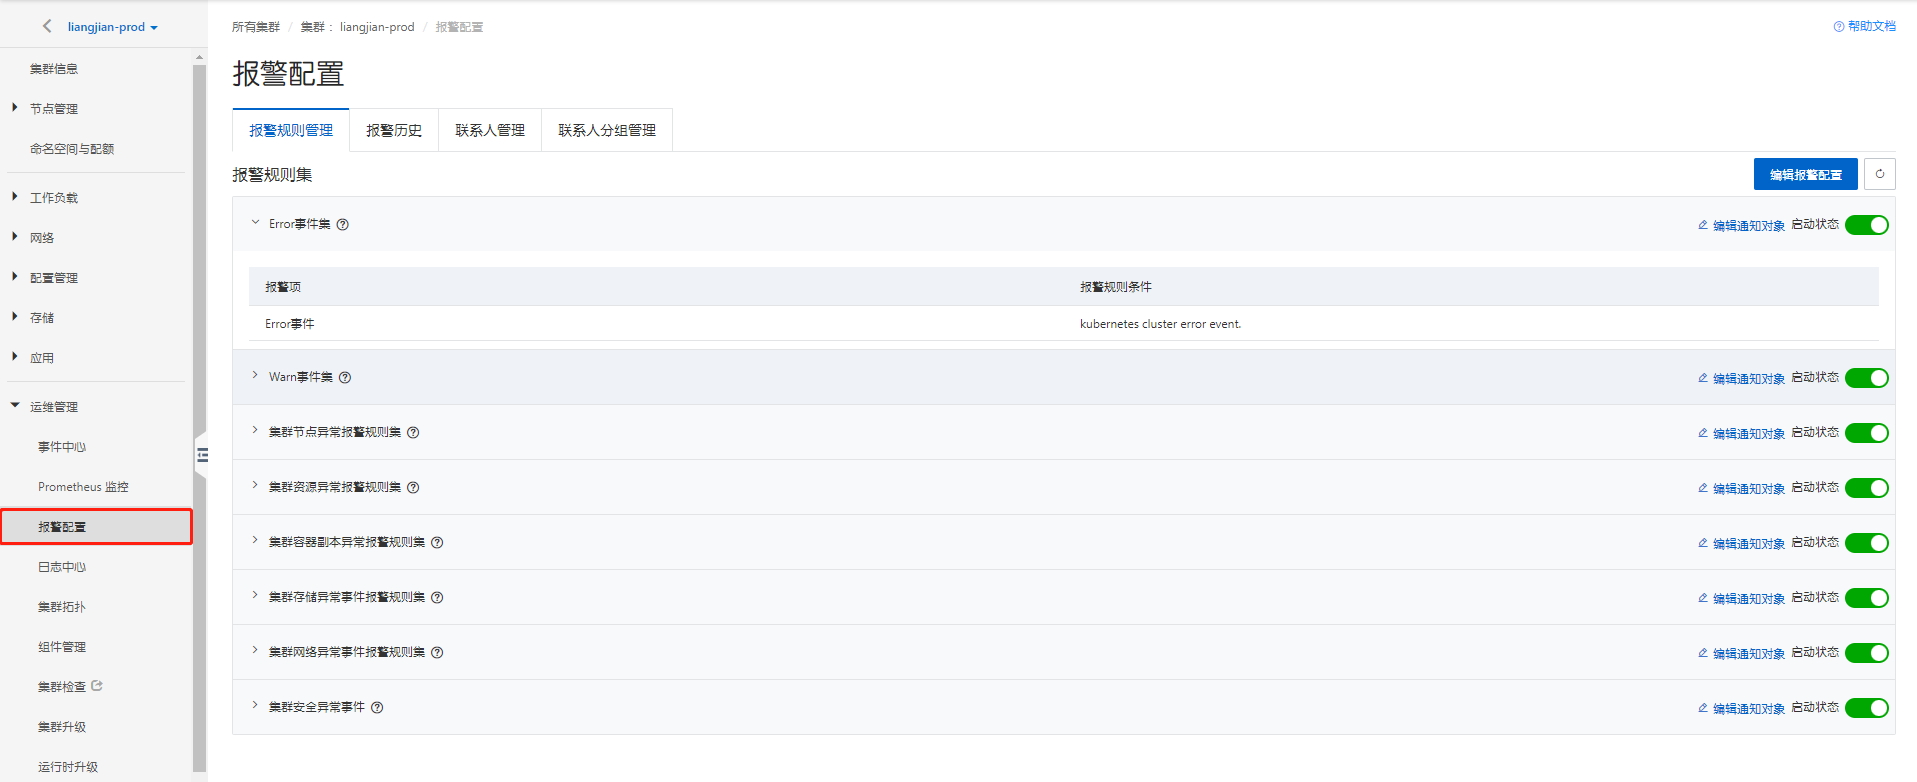 liangjian-prod
集群信息
节点管理
命名空间与配额
工作负载
网络
配置管理
存储
应用
运维管理
事件中心
Prometheus 监控
报警配置
日志中心
集群拓扑
组件管理
集群检查
集群升级
运行时升级
所有集群 / 集群： liangjian-prod / 报警配置
帮助文档
报警配置
报警规则管理 报警历史 联系人管理 联系人分组管理
报警规则集 编辑报警配置
Error事件集 编辑通知对象 启动状态
报警项 报警规则条件
Error事件 kubernetes cluster error event.
Warn事件集 编辑通知对象 启动状态
集群节点异常报警规则集 编辑通知对象 启动状态
集群资源异常报警规则集 编辑通知对象 启动状态
集群容器副本异常报警规则集 编辑通知对象 启动状态
集群存储异常事件报警规则集 编辑通知对象 启动状态
集群网络异常事件报警规则集 编辑通知对象 启动状态
集群安全异常事件 编辑通知对象 启动状态